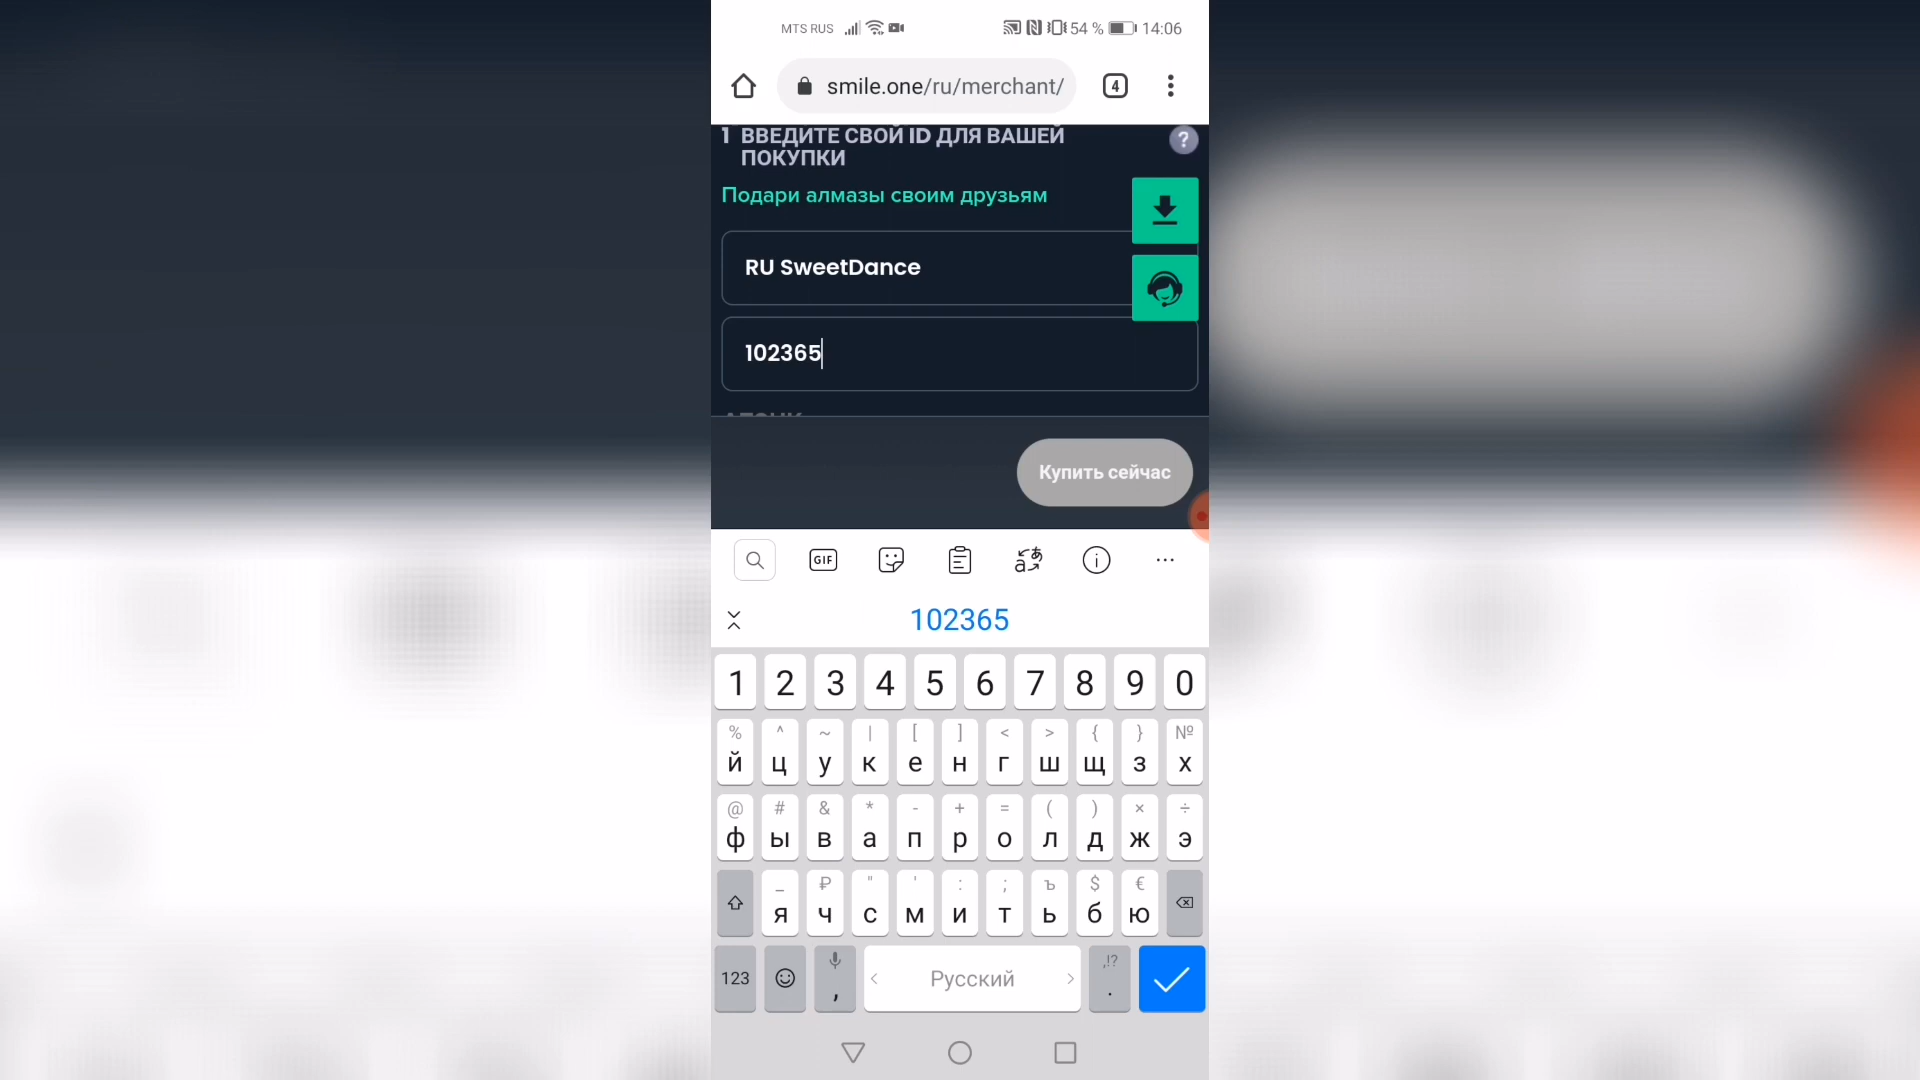 MTS RUS 54 % 14:06
smile.one/ru/merchant/ 4
1 ВВЕДИТЕ СВОЙ ID ДЛЯ ВАШЕЙ ?
ПОКУПКИ
Подари алмазы своим друзьям
RU SweetDance
102365
Купить сейчас
GIF
102365
1 2 3 4 5 6 7 8 9 0
% ^ ~ | [ ] < > { } №
й ц у к е н г ш щ з х
@ # & * - + = ( ) × ÷
ф ы в а п р о л д ж э
_ ₽ " ' : ; ъ $ €
я ч с м и т ь б ю
123 , < Русский > ,!? .